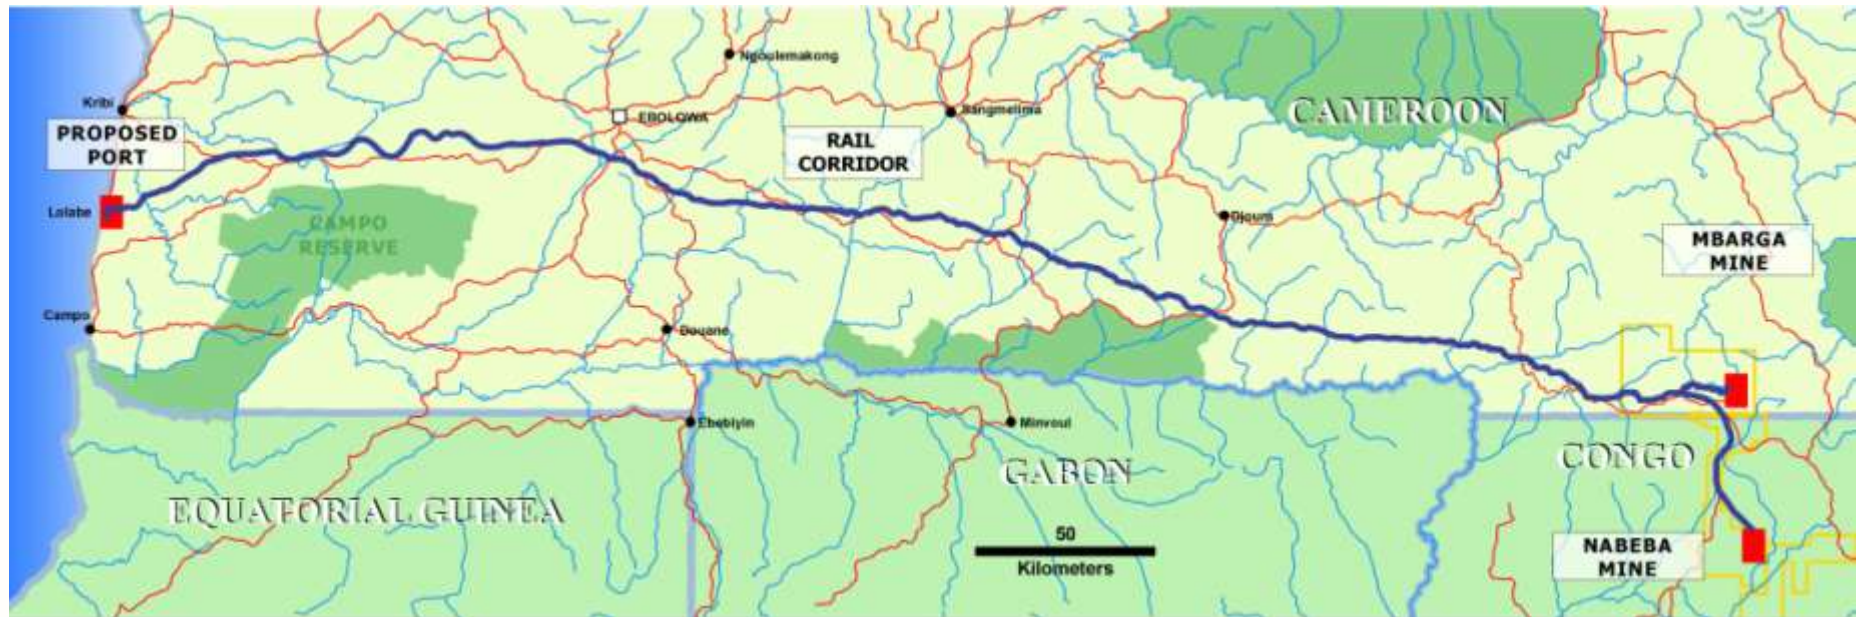 Ngoulemakong
Kribi
PROPOSED
PORT
EBOLOWA
RAIL
CORRIDOR
Sangmelima
CAMEROON
Lolabe
CAMPO
RESERVE
Djoum
MBARGA
MINE
Campo
Douane
Ebebiyin
Minvoul
GABON
CONGO
EQUATORIAL GUINEA
50
Kilometers
NABEBA
MINE